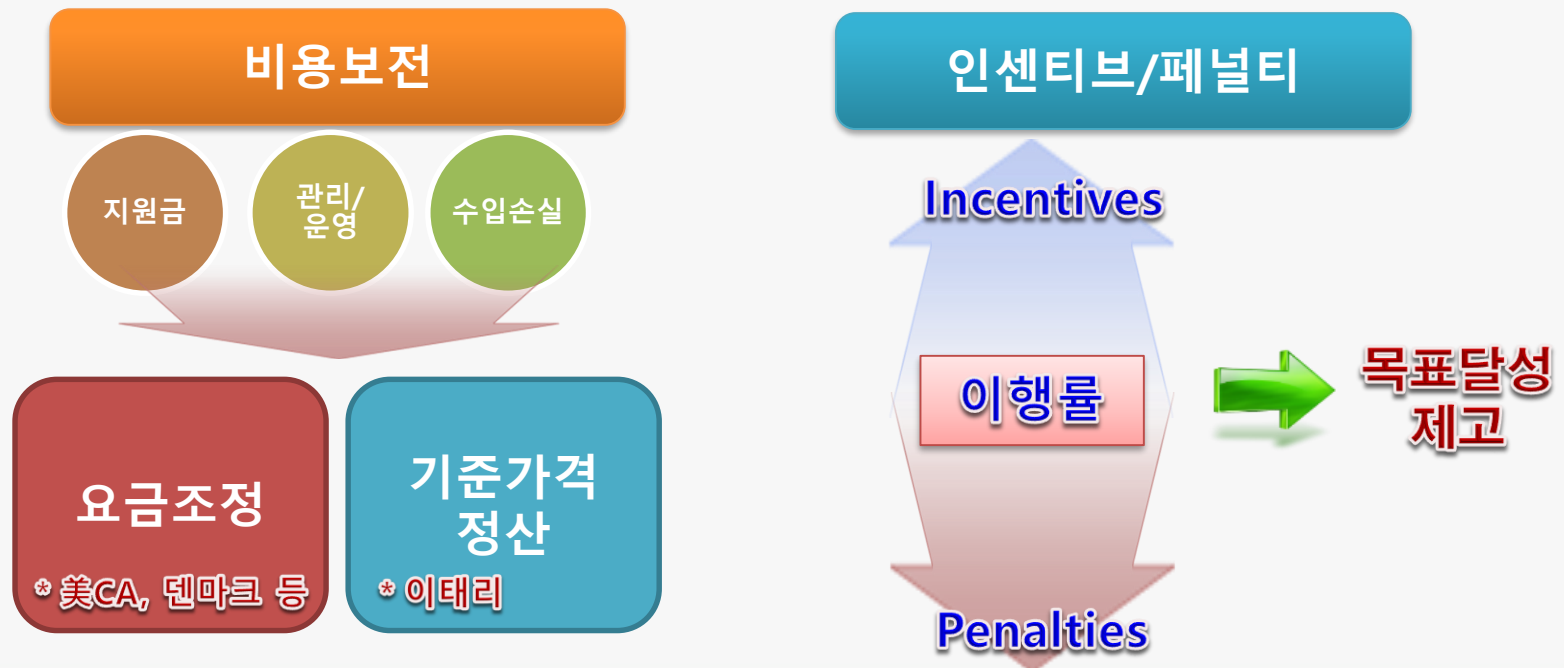 비용보전
지원금
관리/
운영
수입손실
요금조정
* 美CA, 덴마크 등
기준가격
정산
* 이태리
인센티브/페널티
Incentives
이행률
목표달성
제고
Penalties